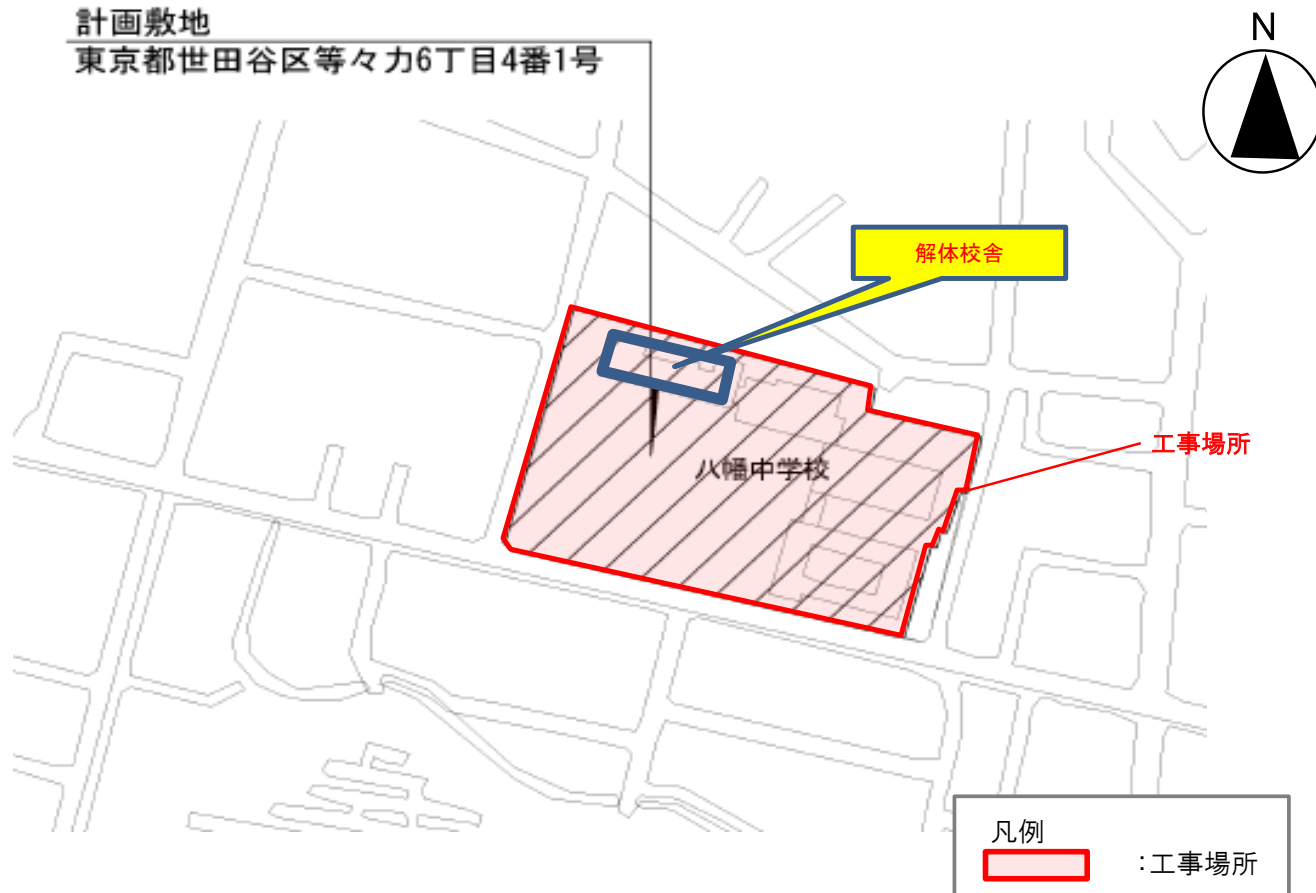 計画敷地
東京都世田谷区等々力6丁目4番1号
N
解体校舎
工事場所
八幡中学校
凡例
：工事場所